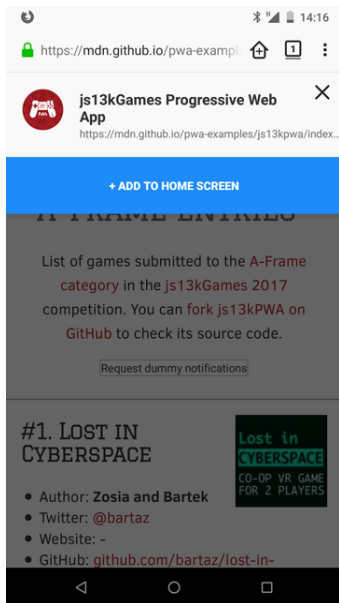 14:16
https://mdn.github.io/pwa-exampl
1
js13kGames Progressive Web
App
https://mdn.github.io/pwa-examples/js13kpwa/index...
+ ADD TO HOME SCREEN
A-FRAME ENTRIES
List of games submitted to the A-Frame
category in the js13kGames 2017
competition. You can fork js13kPWA on
GitHub to check its source code.
Request dummy notifications
#1. Lost in
Cyberspace
Lost in
CYBERSPACE
CO-OP VR GAME
FOR 2 PLAYERS
• Author: Zosia and Bartek
• Twitter: @bartaz
• Website: -
• GitHub: github.com/bartaz/lost-in-